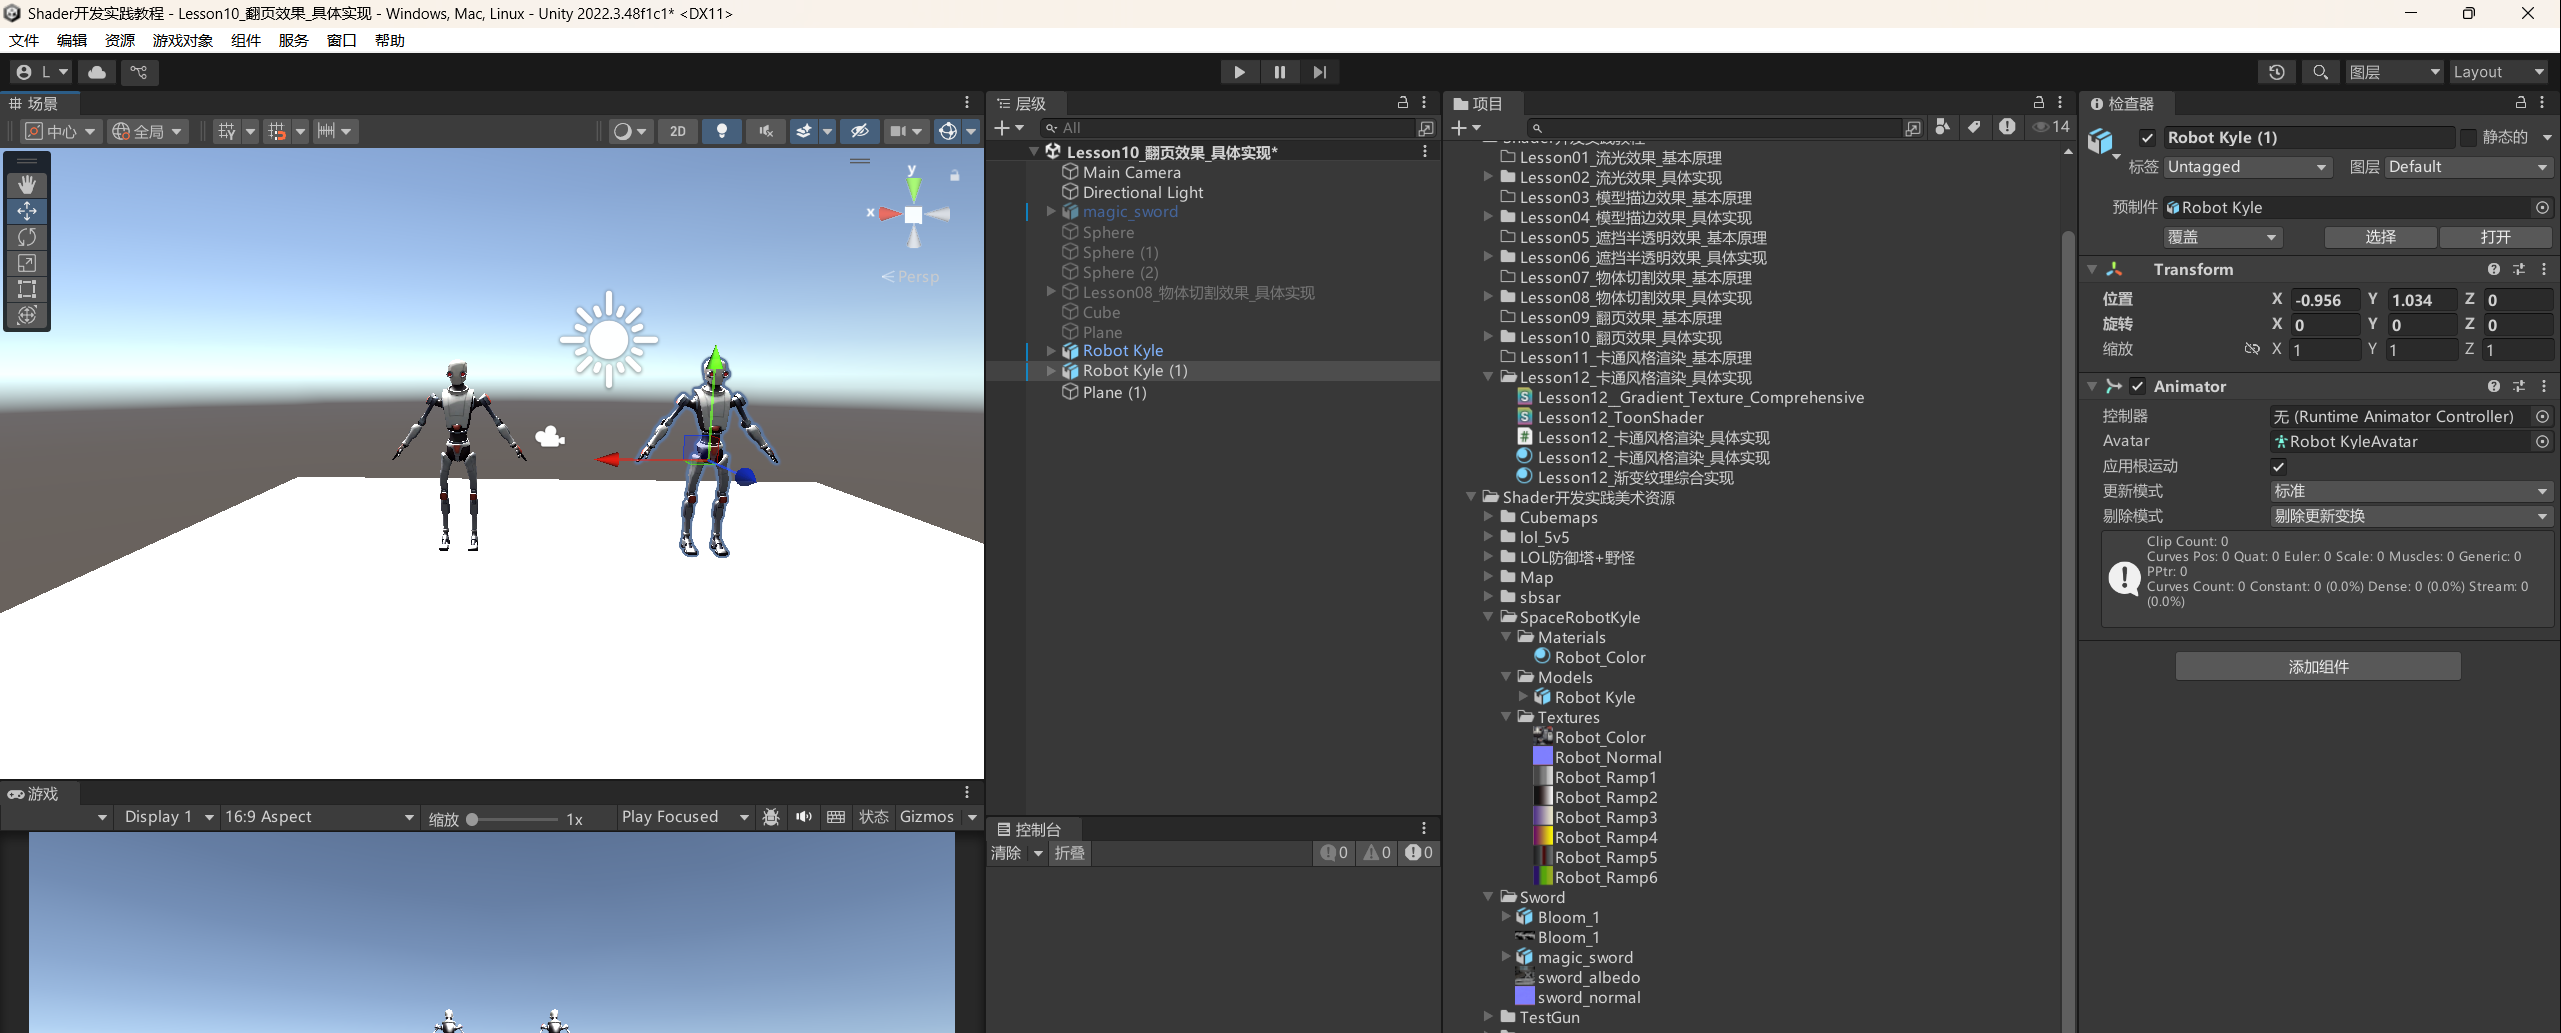 Shader开发实践教程 - Lesson10_翻页效果_具体实现 - Windows, Mac, Linux - Unity 2022.3.48f1c1* <DX11>
文件 编辑 资源 游戏对象 组件 服务 窗口 帮助
L
图层 Layout
场景
中心 全局 2D
y
x
Persp
层级
All
Lesson10_翻页效果_具体实现*
Main Camera
Directional Light
magic_sword
Sphere
Sphere (1)
Sphere (2)
Lesson08_物体切割效果_具体实现
Cube
Plane
Robot Kyle
Robot Kyle (1)
Plane (1)
游戏
Display 1 16:9 Aspect 缩放 1x Play Focused 状态 Gizmos
控制台
清除 折叠 0 0 0
项目
14
Shader开发实践教程
Lesson01_流光效果_基本原理
Lesson02_流光效果_具体实现
Lesson03_模型描边效果_基本原理
Lesson04_模型描边效果_具体实现
Lesson05_遮挡半透明效果_基本原理
Lesson06_遮挡半透明效果_具体实现
Lesson07_物体切割效果_基本原理
Lesson08_物体切割效果_具体实现
Lesson09_翻页效果_基本原理
Lesson10_翻页效果_具体实现
Lesson11_卡通风格渲染_基本原理
Lesson12_卡通风格渲染_具体实现
Lesson12__Gradient_Texture_Comprehensive
Lesson12_ToonShader
Lesson12_卡通风格渲染_具体实现
Lesson12_卡通风格渲染_具体实现
Lesson12_渐变纹理综合实现
Shader开发实践美术资源
Cubemaps
lol_5v5
LOL防御塔+野怪
Map
sbsar
SpaceRobotKyle
Materials
Robot_Color
Models
Robot Kyle
Textures
Robot_Color
Robot_Normal
Robot_Ramp1
Robot_Ramp2
Robot_Ramp3
Robot_Ramp4
Robot_Ramp5
Robot_Ramp6
Sword
Bloom_1
Bloom_1
magic_sword
sword_albedo
sword_normal
TestGun
检查器
Robot Kyle (1) 静态的
标签 Untagged 图层 Default
预制件 Robot Kyle
覆盖 选择 打开
Transform
位置 X -0.956 Y 1.034 Z 0
旋转 X 0 Y 0 Z 0
缩放 X 1 Y 1 Z 1
Animator
控制器 无 (Runtime Animator Controller)
Avatar Robot KyleAvatar
应用根运动
更新模式 标准
剔除模式 剔除更新变换
Clip Count: 0
Curves Pos: 0 Quat: 0 Euler: 0 Scale: 0 Muscles: 0 Generic: 0
PPtr: 0
Curves Count: 0 Constant: 0 (0.0%) Dense: 0 (0.0%) Stream: 0
(0.0%)
添加组件